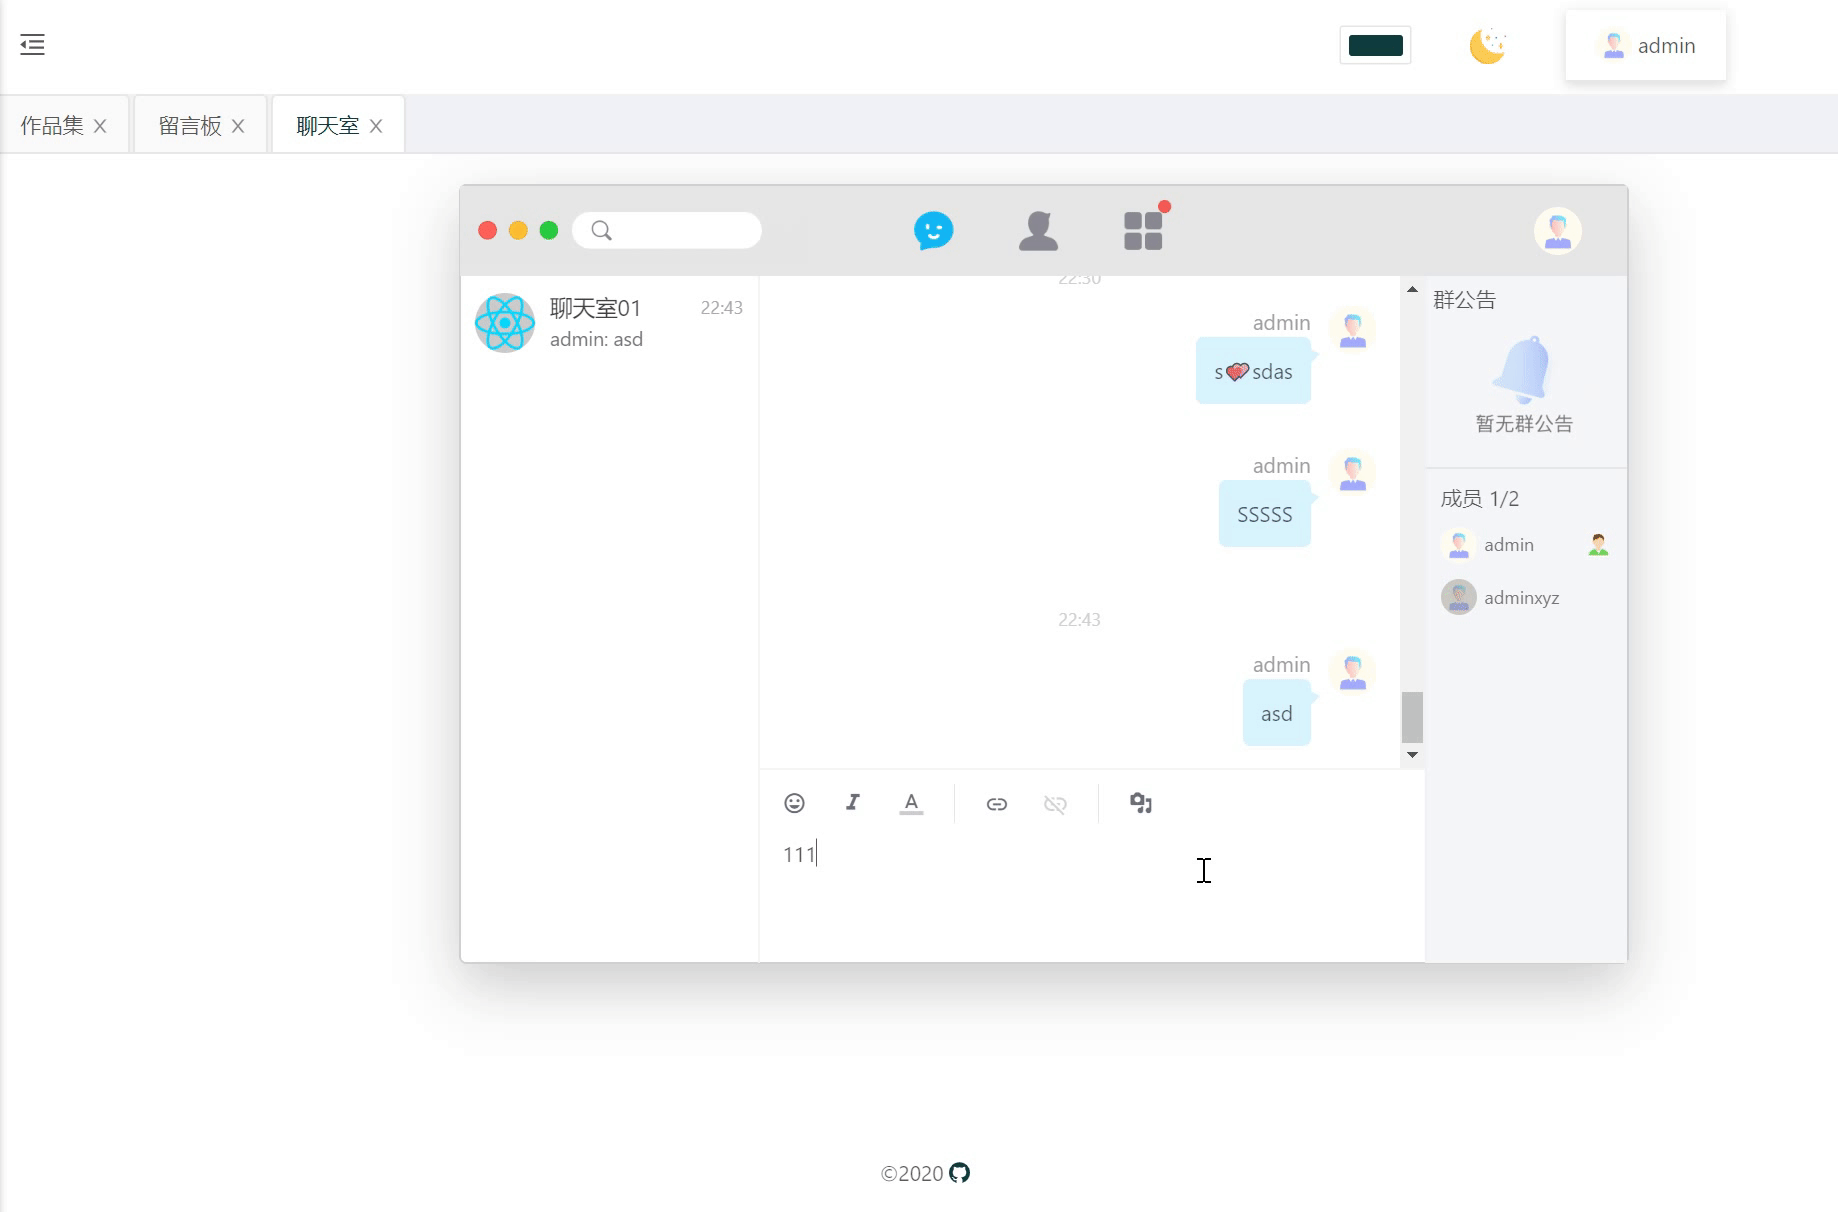 admin
作品集 X
留言板 X
聊天室 X
聊天室01 22:43
admin: asd
22:30
admin
s💕sdas
admin
SSSSS
22:43
admin
asd
A
111
群公告
暂无群公告
成员 1/2
admin
adminxyz
©2020